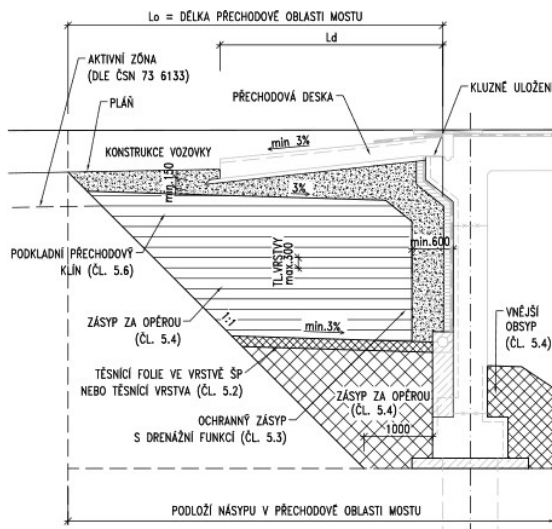 Lo = DÉLKA PŘECHODOVÉ OBLASTI MOSTU
Ld
AKTIVNÍ ZÓNA
(DLE ČSN 73 6133)
PLÁŇ
KLUZNÉ ULOŽENÍ
PŘECHODOVÁ DESKA
min 3%
KONSTRUKCE VOZOVKY
min.150
3%
PODKLADNÍ PŘECHODOVÝ
KLÍN (ČL. 5.6)
TL.VRSTVY
max.300
min.600
ZÁSYP ZA OPĚROU
(ČL. 5.4)
1:1
min.3%
VNĚJŠÍ
OBSYP
(ČL. 5.4)
TĚSNÍCÍ FOLIE VE VRSTVĚ ŠP
NEBO TĚSNÍCÍ VRSTVA (ČL. 5.2)
ZÁSYP ZA OPĚROU
(ČL. 5.4)
OCHRANNÝ ZÁSYP
S DRENÁŽNÍ FUNKCÍ (ČL. 5.3)
1000
PODLOŽÍ NÁSYPU V PŘECHODOVÉ OBLASTI MOSTU